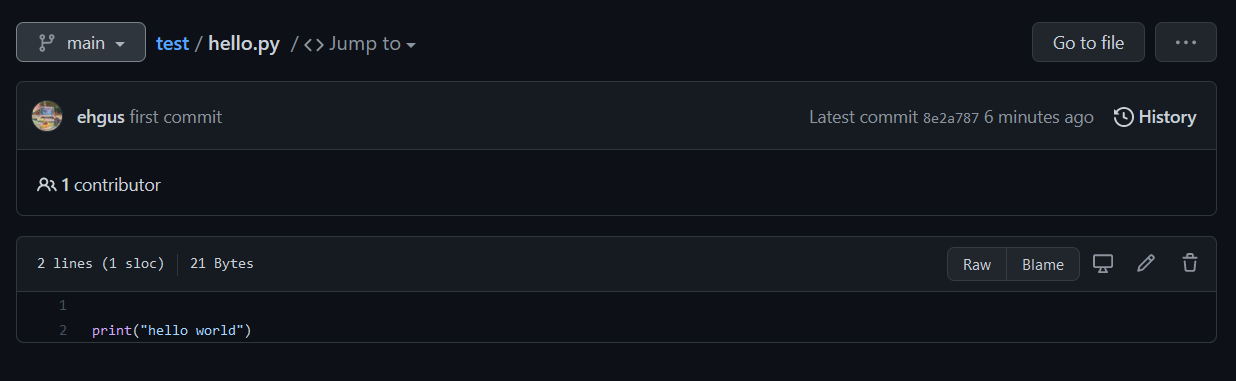 main test / hello.py / <> Jump to Go to file ...
ehgus first commit Latest commit 8e2a787 6 minutes ago History
1 contributor
2 lines (1 sloc) 21 Bytes Raw Blame
1
2 print("hello world")